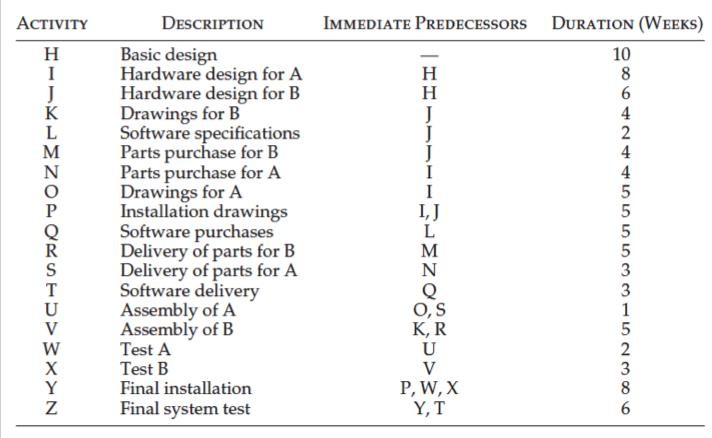 ACTIVITY DESCRIPTION IMMEDIATE PREDECESSORS DURATION (WEEKS)
H Basic design — 10
I Hardware design for A H 8
J Hardware design for B H 6
K Drawings for B J 4
L Software specifications J 2
M Parts purchase for B J 4
N Parts purchase for A I 4
O Drawings for A I 5
P Installation drawings I, J 5
Q Software purchases L 5
R Delivery of parts for B M 5
S Delivery of parts for A N 3
T Software delivery Q 3
U Assembly of A O, S 1
V Assembly of B K, R 5
W Test A U 2
X Test B V 3
Y Final installation P, W, X 8
Z Final system test Y, T 6